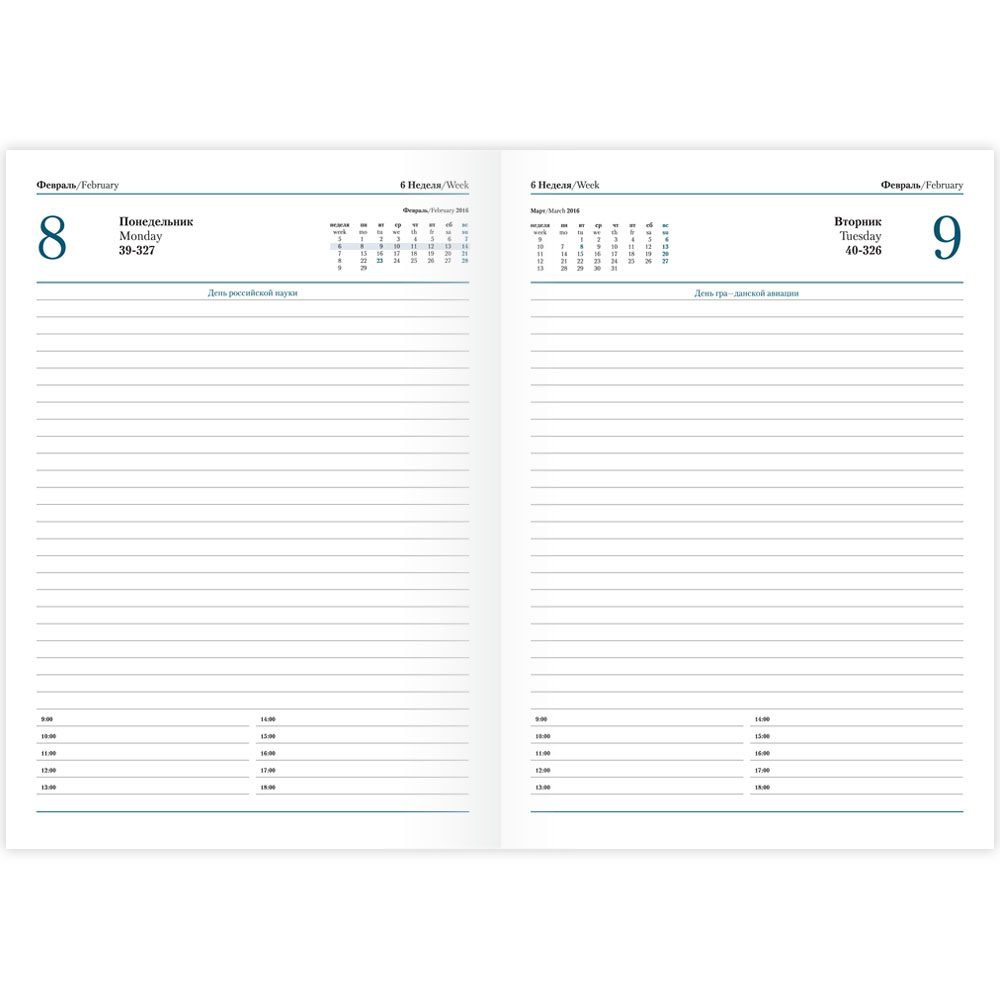 Февраль/February
6 Неделя/Week
8
Понедельник
Monday
39-327
Февраль/February 2016
неделя пн вт ср чт пт сб вс
week mo tu we th fr sa su
5 1 2 3 4 5 6 7
6 8 9 10 11 12 13 14
7 15 16 17 18 19 20 21
8 22 23 24 25 26 27 28
9 29
День российской науки
9:00
10:00
11:00
12:00
13:00
14:00
15:00
16:00
17:00
18:00
6 Неделя/Week
Февраль/February
Март/March 2016
неделя пн вт ср чт пт сб вс
week mo tu we th fr sa su
9 1 2 3 4 5 6
10 7 8 9 10 11 12 13
11 14 15 16 17 18 19 20
12 21 22 23 24 25 26 27
13 28 29 30 31
Вторник
Tuesday
40-326
9
День гра—данской авиации
9:00
10:00
11:00
12:00
13:00
14:00
15:00
16:00
17:00
18:00